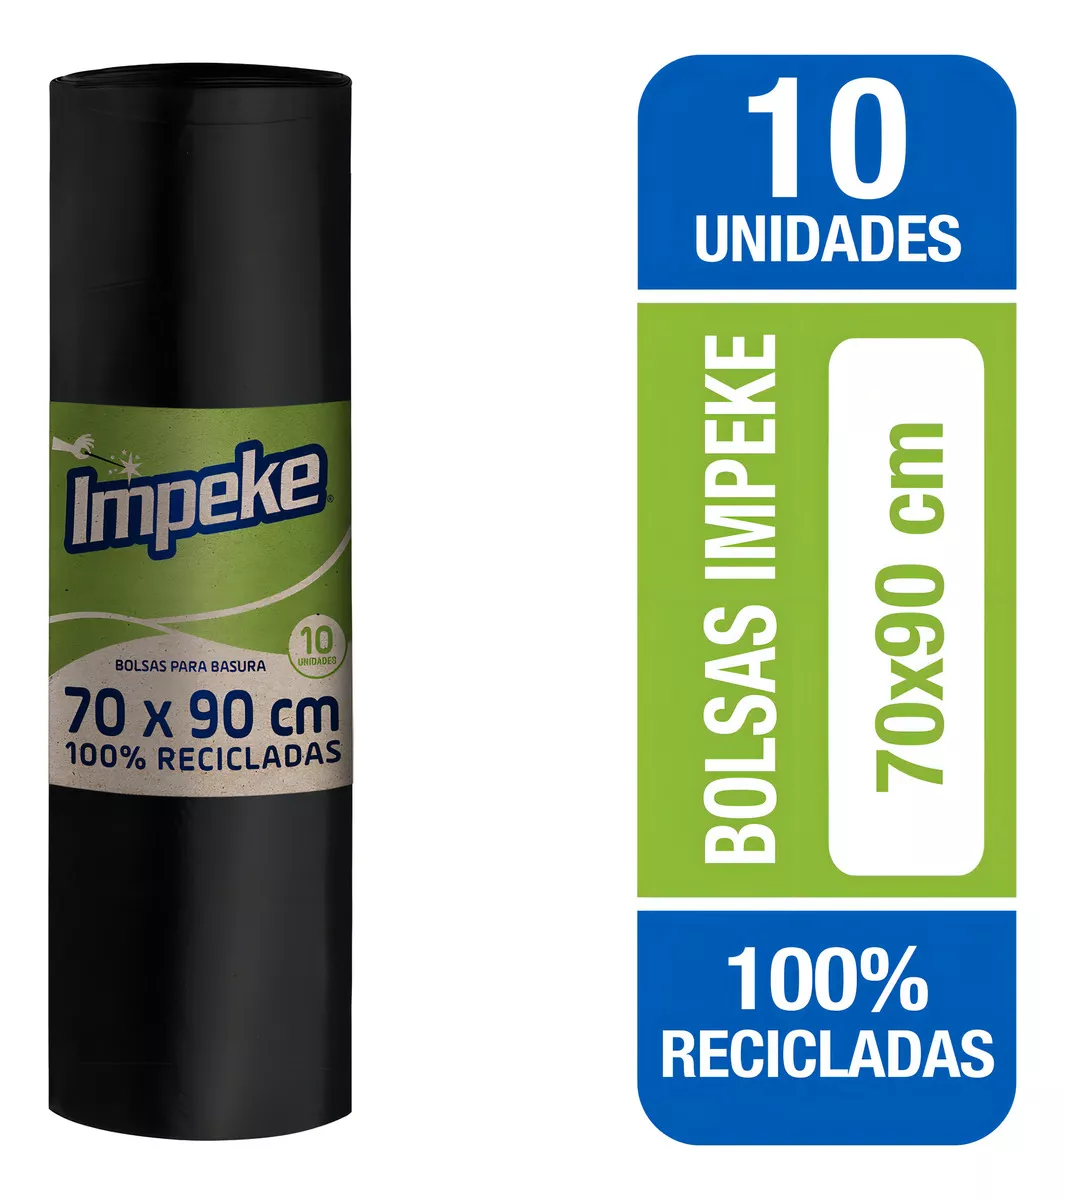 Impeke®
10
UNIDADES
BOLSAS PARA BASURA
70 x 90 cm
100% RECICLADAS
10
UNIDADES
BOLSAS IMPEKE
70x90 cm
100%
RECICLADAS